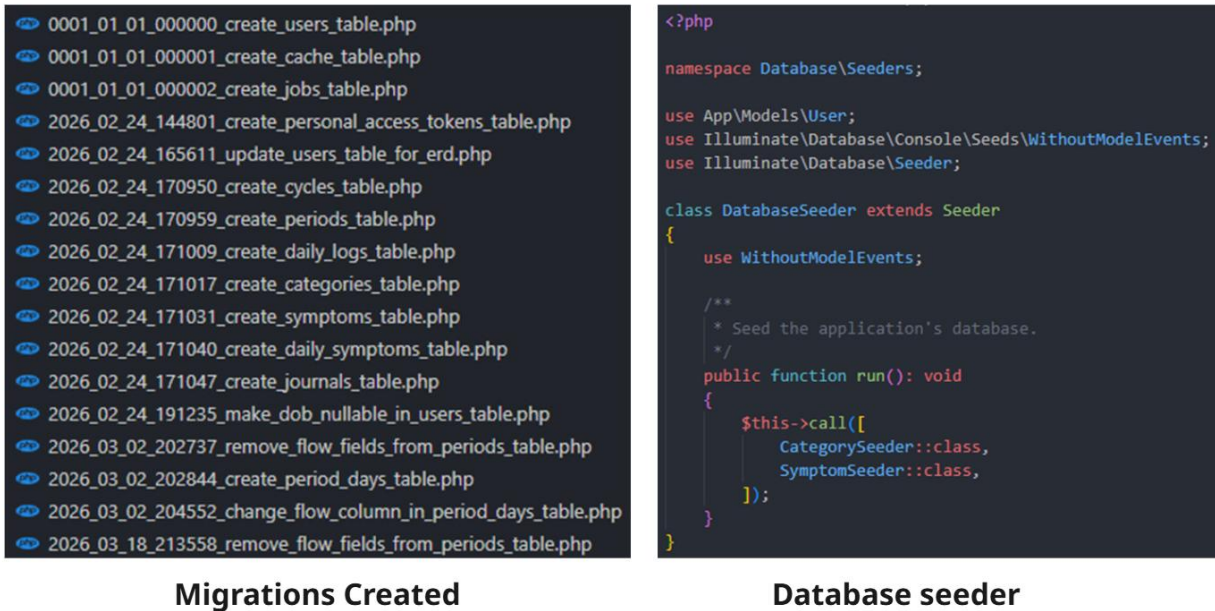 0001_01_01_000000_create_users_table.php
0001_01_01_000001_create_cache_table.php
0001_01_01_000002_create_jobs_table.php
2026_02_24_144801_create_personal_access_tokens_table.php
2026_02_24_165611_update_users_table_for_erd.php
2026_02_24_170950_create_cycles_table.php
2026_02_24_170959_create_periods_table.php
2026_02_24_171009_create_daily_logs_table.php
2026_02_24_171017_create_categories_table.php
2026_02_24_171031_create_symptoms_table.php
2026_02_24_171040_create_daily_symptoms_table.php
2026_02_24_171047_create_journals_table.php
2026_02_24_191235_make_dob_nullable_in_users_table.php
2026_03_02_202737_remove_flow_fields_from_periods_table.php
2026_03_02_202844_create_period_days_table.php
2026_03_02_204552_change_flow_column_in_period_days_table.php
2026_03_18_213558_remove_flow_fields_from_periods_table.php
Migrations Created
<?php
namespace Database\Seeders;
use App\Models\User;
use Illuminate\Database\Console\Seeds\WithoutModelEvents;
use Illuminate\Database\Seeder;
class DatabaseSeeder extends Seeder
{
    use WithoutModelEvents;
    /**
     * Seed the application's database.
     */
    public function run(): void
    {
        $this->call([
            CategorySeeder::class,
            SymptomSeeder::class,
        ]);
    }
}
Database seeder